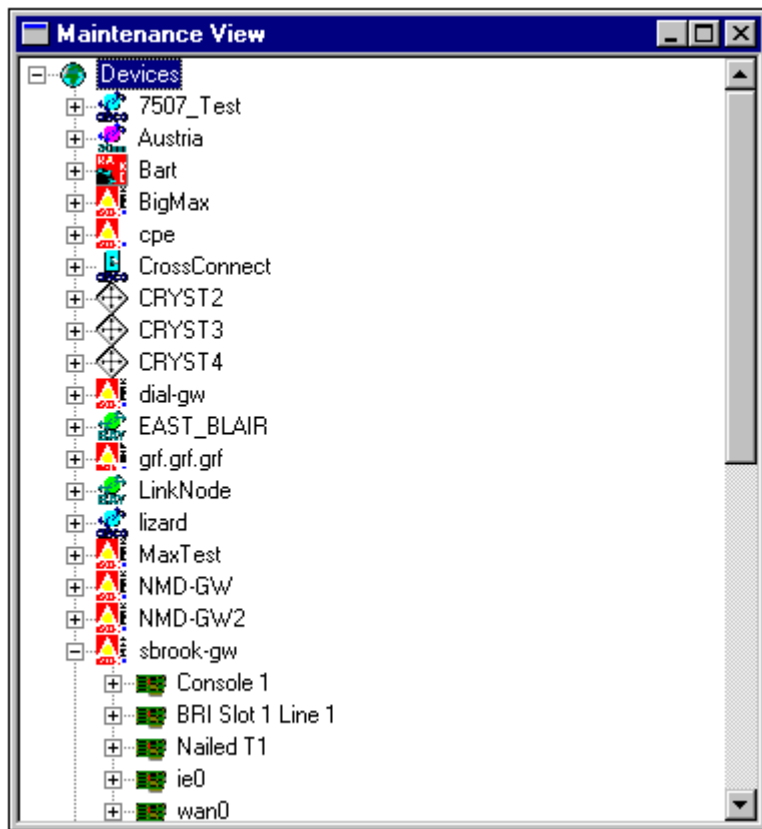 Maintenance View
Devices
7507_Test
Austria
Bart
BigMax
cpe
CrossConnect
CRYST2
CRYST3
CRYST4
dial-gw
EAST_BLAIR
grf.grf.grf
LinkNode
lizard
MaxTest
NMD-GW
NMD-GW2
sbrook-gw
Console 1
BRI Slot 1 Line 1
Nailed T1
ie0
wan0